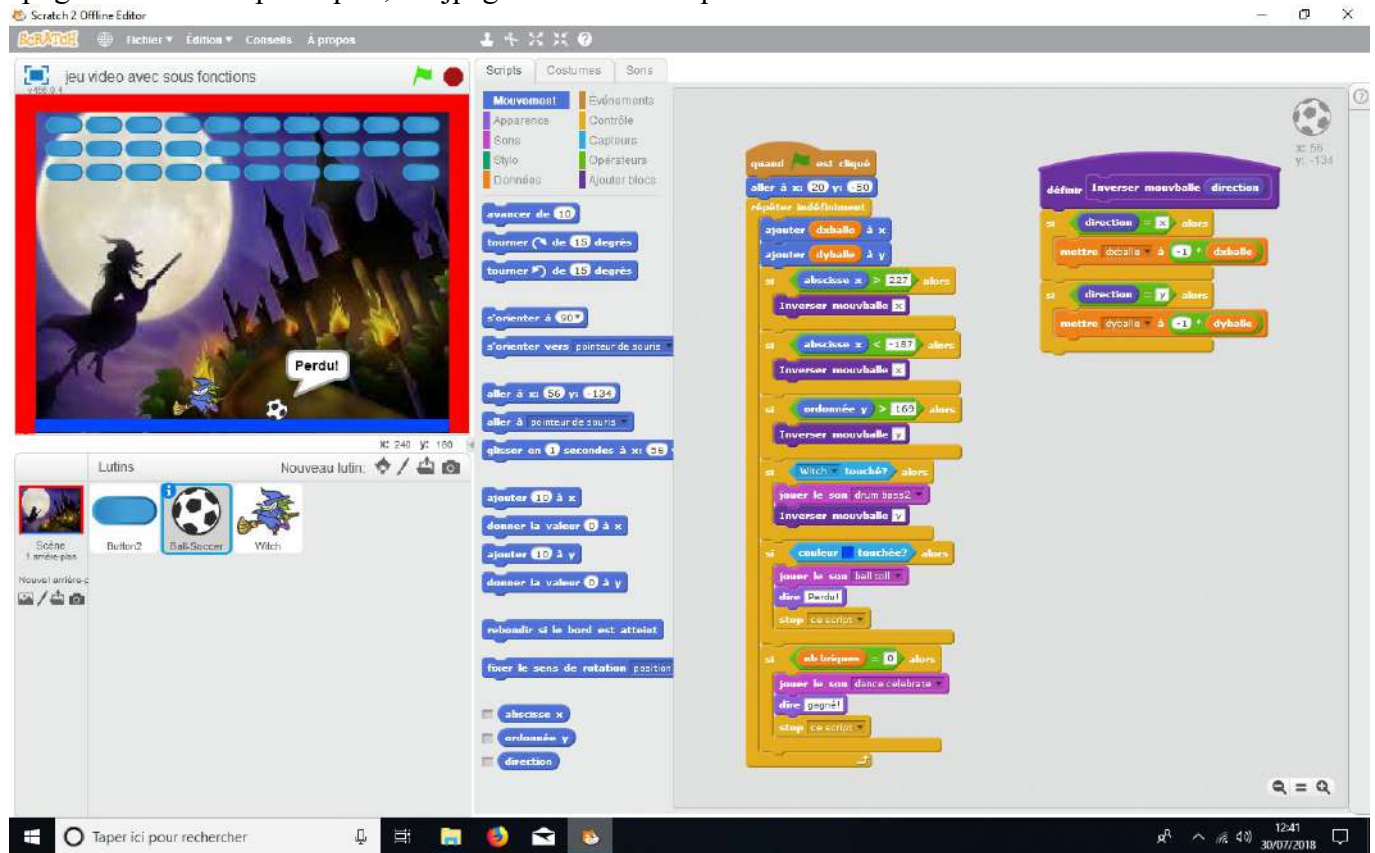 Scratch 2 Offline Editor
SCRATCH Fichier Édition Conseils À propos
jeu video avec sous fonctions
v456.0.4
Perdu!
X: 240 y: 180
Lutins Nouveau lutin:
Scène
1 arrière-plan
Button2
Ball-Soccer
Witch
Nouvel arrière-p
Scripts Costumes Sons
Mouvement Événements
Apparence Contrôle
Sons Capteurs
Stylo Opérateurs
Données Ajouter blocs
avancer de 10
tourner de 15 degrés
tourner de 15 degrés
s'orienter à 90
s'orienter vers pointeur de souris
aller à x: 56 y: -134
aller à pointeur de souris
glisser en 1 secondes à x: 56
ajouter 10 à x
donner la valeur 0 à x
ajouter 10 à y
donner la valeur 0 à y
rebondir si le bord est atteint
fixer le sens de rotation position
abscisse x
ordonnée y
direction
quand est cliqué
aller à x: 20 y: -50
répéter indéfiniment
ajouter dxballe à x
ajouter dyballe à y
si abscisse x > 227 alors
Inverser mouvballe x
si abscisse x < -187 alors
Inverser mouvballe x
si ordonnée y > 169 alors
Inverser mouvballe y
si Witch touché? alors
jouer le son drum bass2
Inverser mouvballe y
si couleur touchée? alors
jouer le son bell toll
dire Perdu!
stop ce script
si nb briques = 0 alors
jouer le son dance celebrate
dire gagné!
stop ce script
définir Inverser mouvballe direction
si direction = x alors
mettre dxballe à -1 * dxballe
si direction = y alors
mettre dyballe à -1 * dyballe
x: 56
y: -134
Taper ici pour rechercher
12:41
30/07/2018